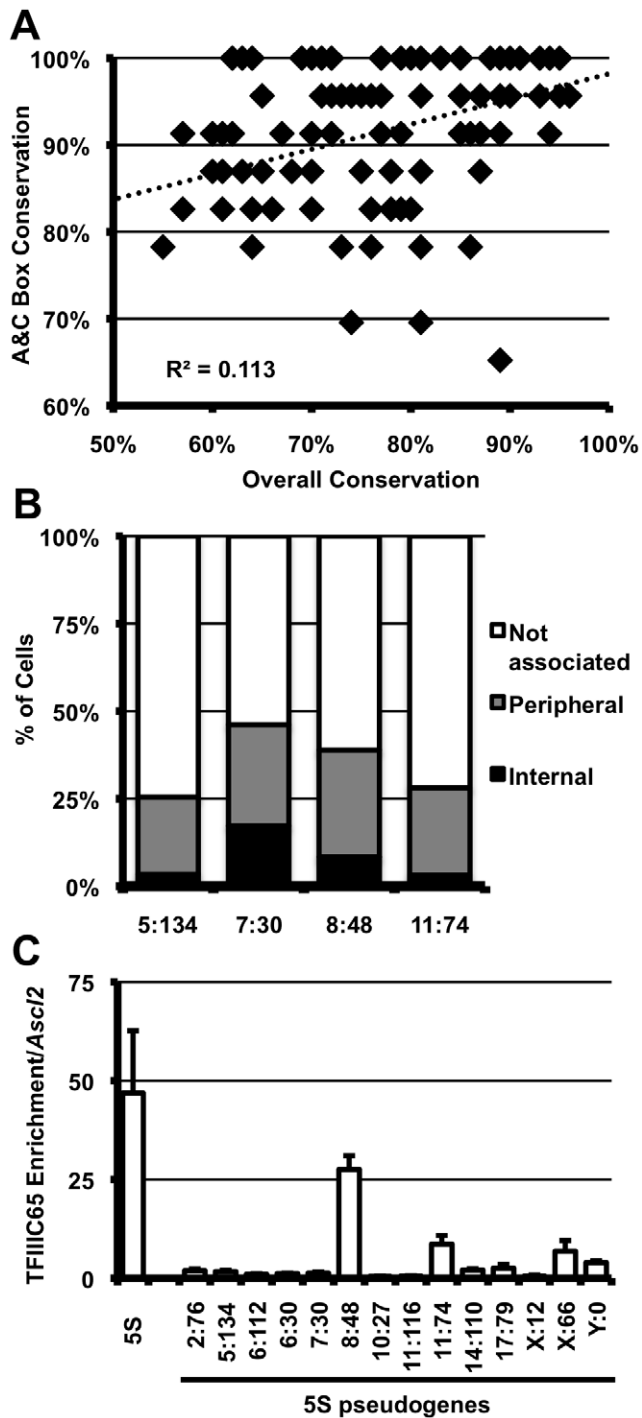 A
100%
90%
80%
70%
60%
A&C Box Conservation
R² = 0.113
50% 60% 70% 80% 90% 100%
Overall Conservation
B
100%
75%
50%
25%
0%
% of Cells
Not associated
Peripheral
Internal
5:134 7:30 8:48 11:74
C
75
50
25
0
TFIIIC65 Enrichment/Ascl2
5S 2:76 5:134 6:112 6:30 7:30 8:48 10:27 11:116 11:74 14:110 17:79 X:12 X:66 Y:0
5S pseudogenes